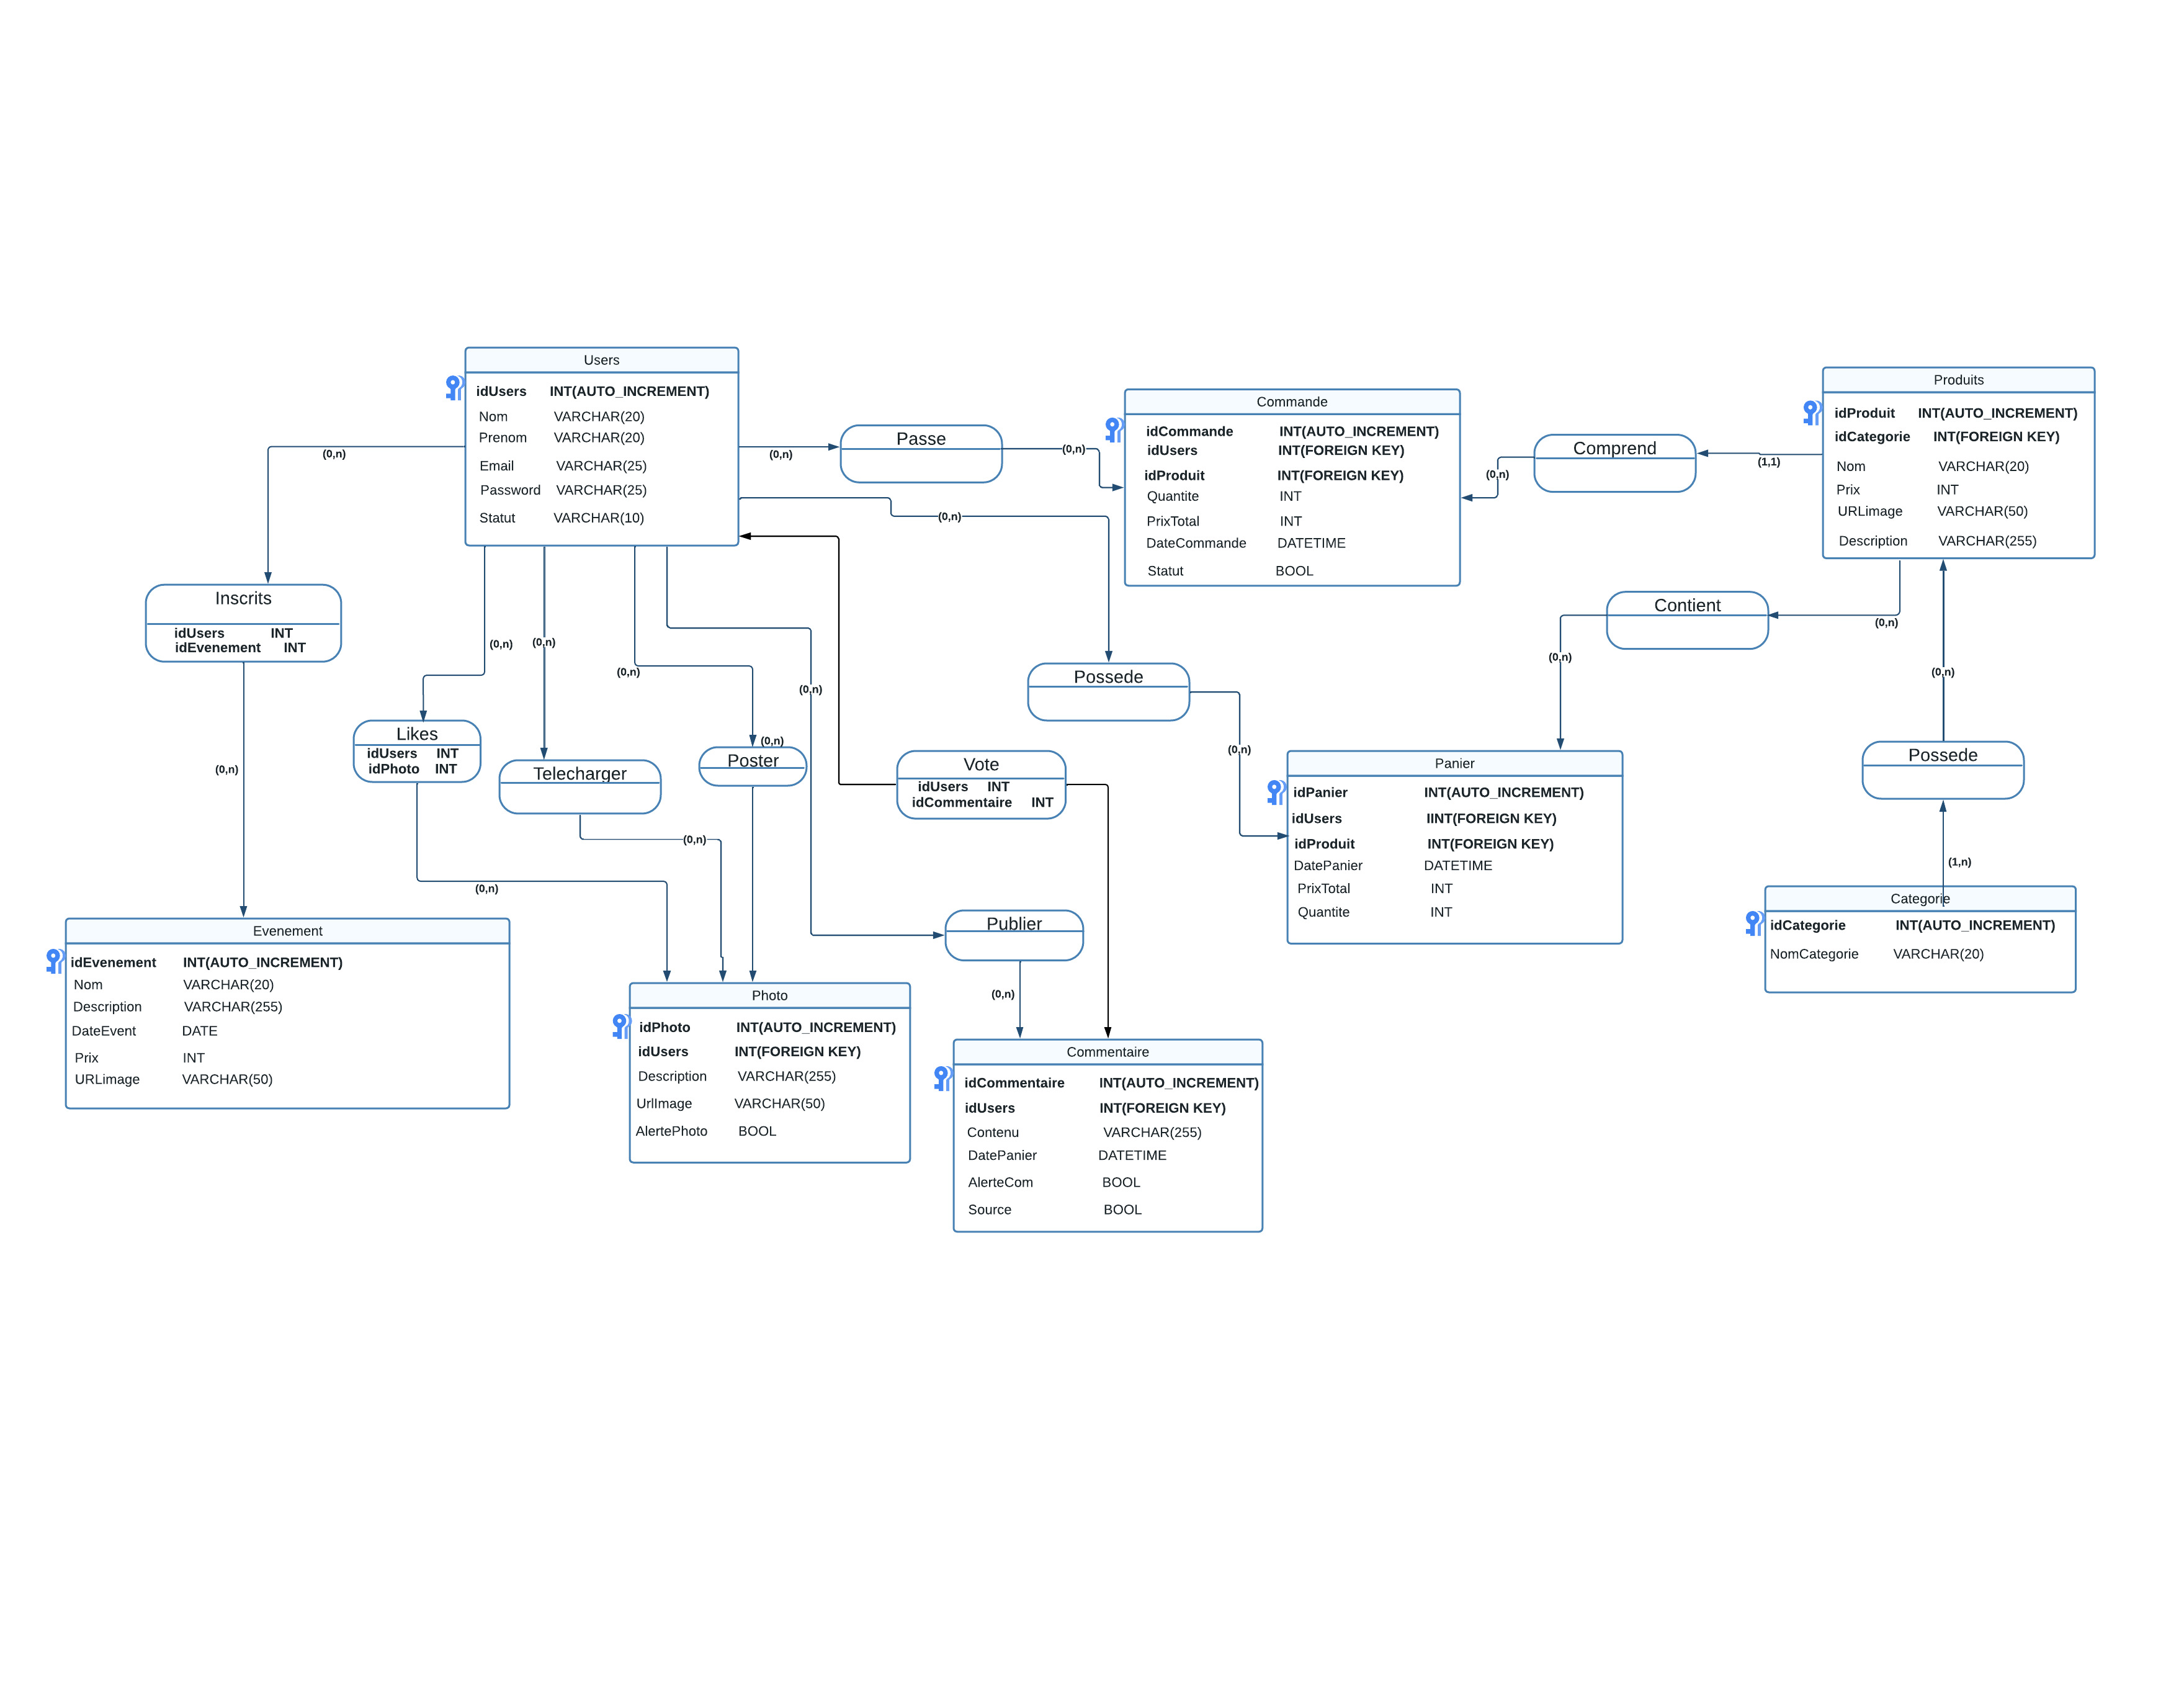 Users
idUsers INT(AUTO_INCREMENT)
Nom VARCHAR(20)
Prenom VARCHAR(20)
Email VARCHAR(25)
Password VARCHAR(25)
Statut VARCHAR(10)
Commande
idCommande INT(AUTO_INCREMENT)
idUsers INT(FOREIGN KEY)
idProduit INT(FOREIGN KEY)
Quantite INT
PrixTotal INT
DateCommande DATETIME
Statut BOOL
Produits
idProduit INT(AUTO_INCREMENT)
idCategorie INT(FOREIGN KEY)
Nom VARCHAR(20)
Prix INT
URLimage VARCHAR(50)
Description VARCHAR(255)
(0,n)
(0,n)
Passe
(0,n)
(0,n)
Comprend
(1,1)
(0,n)
Inscrits
idUsers INT
idEvenement INT
(0,n)
(0,n)
(0,n)
(0,n)
(0,n)
(0,n)
Contient
(0,n)
(0,n)
Possede
(0,n)
(0,n)
Likes
idUsers INT
idPhoto INT
Telecharger
(0,n)
Poster
Vote
idUsers INT
idCommentaire INT
Possede
(1,n)
(0,n)
(0,n)
(0,n)
Publier
(0,n)
Panier
idPanier INT(AUTO_INCREMENT)
idUsers IINT(FOREIGN KEY)
idProduit INT(FOREIGN KEY)
DatePanier DATETIME
PrixTotal INT
Quantite INT
Categorie
idCategorie INT(AUTO_INCREMENT)
NomCategorie VARCHAR(20)
Evenement
idEvenement INT(AUTO_INCREMENT)
Nom VARCHAR(20)
Description VARCHAR(255)
DateEvent DATE
Prix INT
URLimage VARCHAR(50)
Photo
idPhoto INT(AUTO_INCREMENT)
idUsers INT(FOREIGN KEY)
Description VARCHAR(255)
UrlImage VARCHAR(50)
AlertePhoto BOOL
Commentaire
idCommentaire INT(AUTO_INCREMENT)
idUsers INT(FOREIGN KEY)
Contenu VARCHAR(255)
DatePanier DATETIME
AlerteCom BOOL
Source BOOL